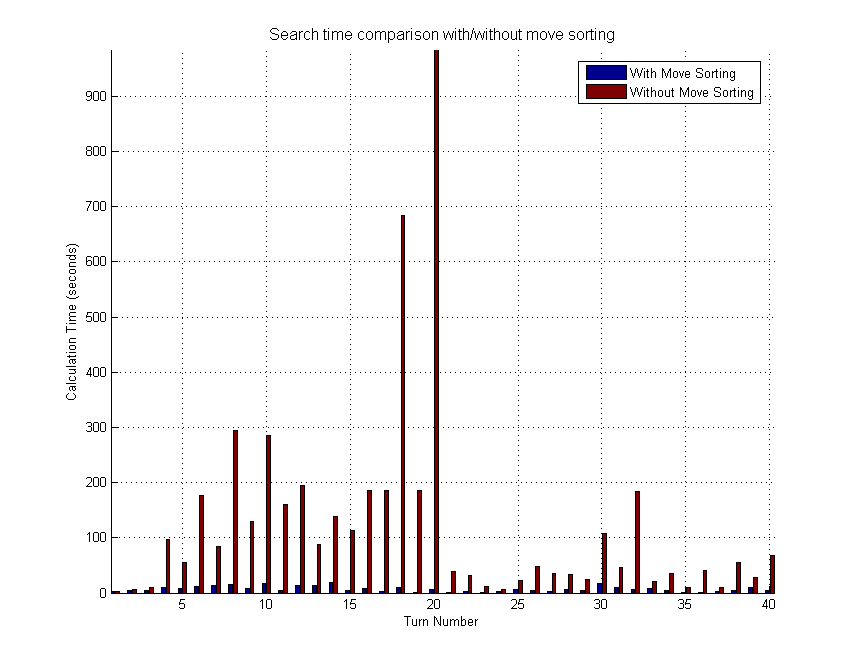 Search time comparison with/without move sorting
With Move Sorting
Without Move Sorting
900
800
700
600
500
400
300
200
100
0
Calculation Time (seconds)
5 10 15 20 25 30 35 40
Turn Number